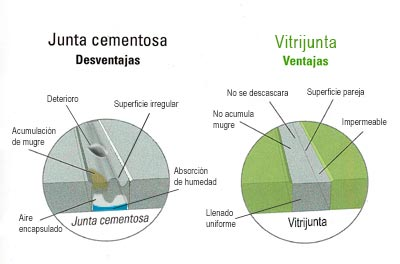 Junta cementosa
Desventajas
Deterioro
Superficie irregular
Acumulación
de mugre
Absorción
de humedad
Aire
encapsulado
Junta cementosa
Vitrijunta
Ventajas
No se descascara
Superficie pareja
No acumula
mugre
Impermeable
Llenado
uniforme
Vitrijunta